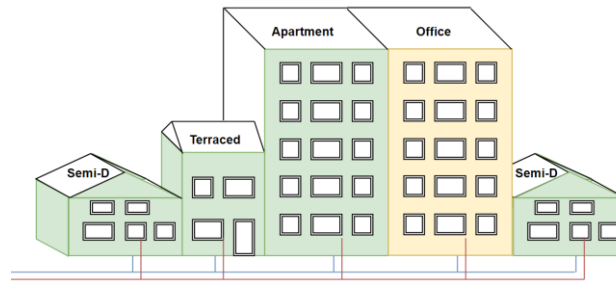 Apartment
Office
Terraced
Semi-D
Semi-D